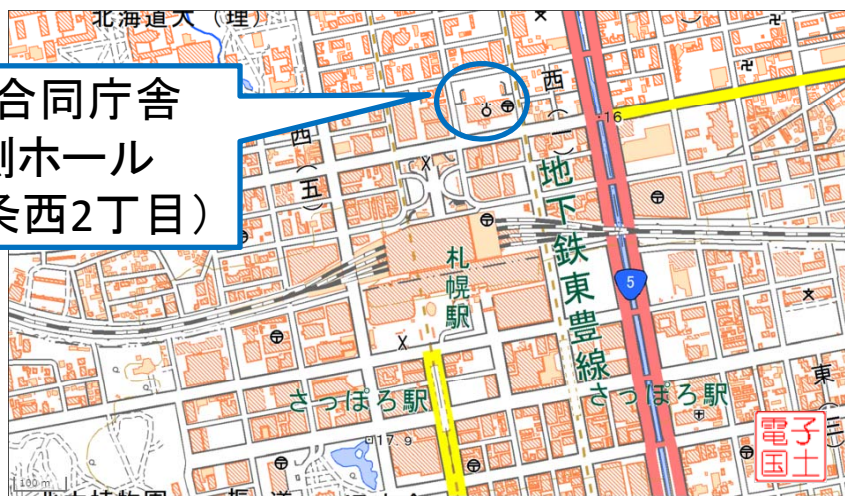 北海道大（理）
合同庁舎
ホール
条西2丁目）
西（一）
西（五）
16
地下鉄東豊線
札幌駅
5
さっぽろ駅
さっぽろ駅
東
17.9
100 m
電子
国土